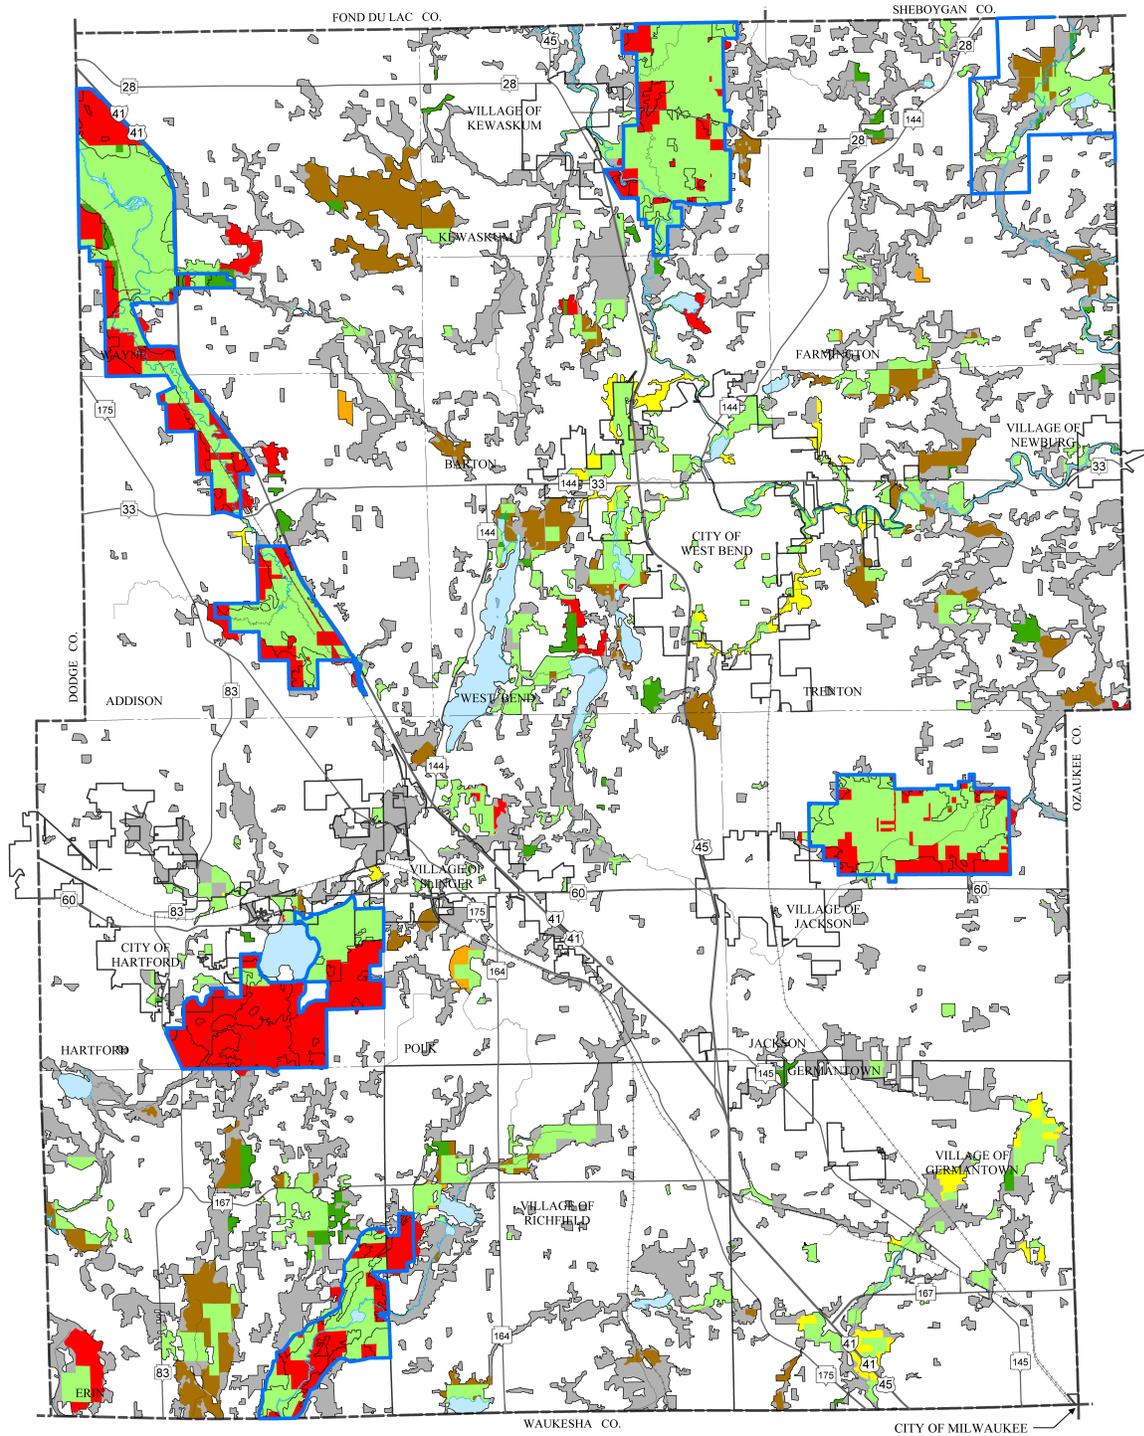 FOND DU LAC CO.
SHEBOYGAN CO.
45
28
28
28
VILLAGE OF
KEWASKUM
41
41
144
28
KEWASKUM
WAYNE
FARMINGTON
175
144
VILLAGE OF
NEWBURG
BARTON
33
144
33
33
144
CITY OF
WEST BEND
DODGE CO.
83
ADDISON
WEST BEND
TRENTON
OZAUKEE CO.
144
45
VILLAGE OF
SLINGER
60
60
60
83
175
41
VILLAGE OF
JACKSON
CITY OF
HARTFORD
41
164
HARTFORD
POLK
JACKSON
145
GERMANTOWN
VILLAGE OF
GERMANTOWN
167
VILLAGE OF
RICHFIELD
167
164
41
83
175
41
45
145
ERIN
WAUKESHA CO.
CITY OF MILWAUKEE